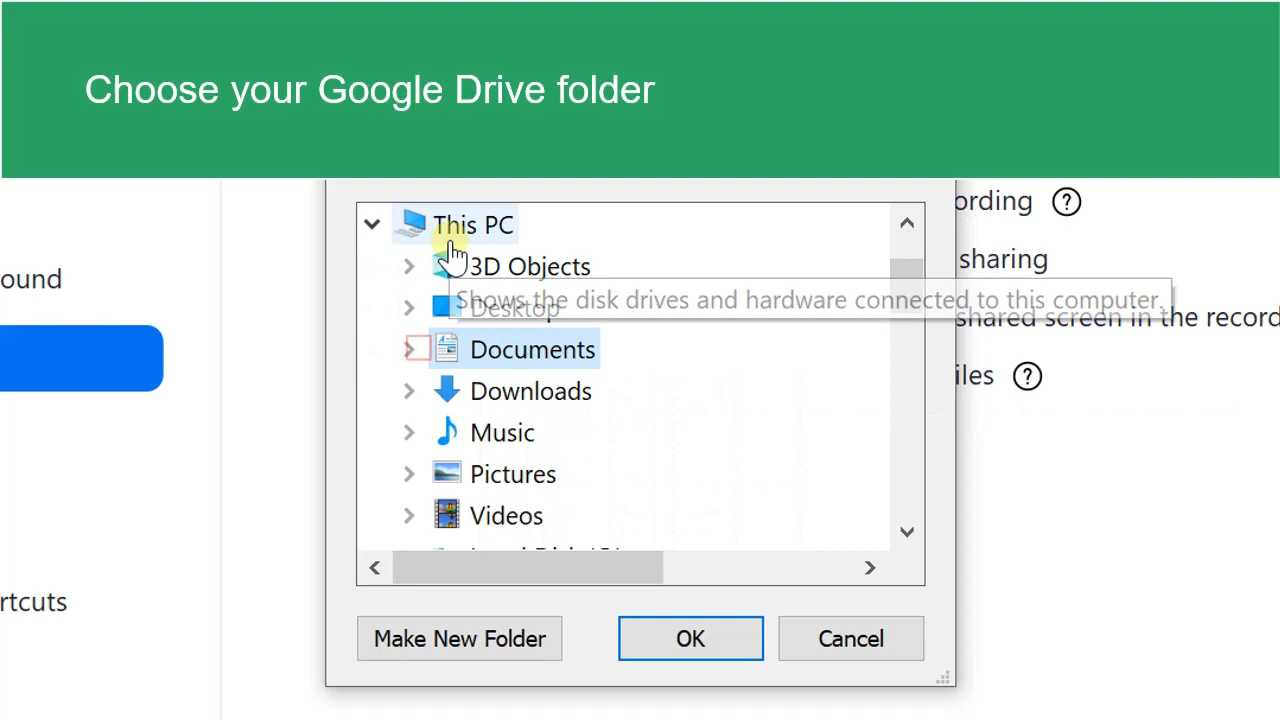 Choose your Google Drive folder
ording ?
This PC
sharing
3D Objects
ound
Shows the disk drives and hardware connected to this computer.
Desktop
shared screen in the record
Documents
iles ?
Downloads
Music
Pictures
Videos
rtcuts
Make New Folder
OK
Cancel